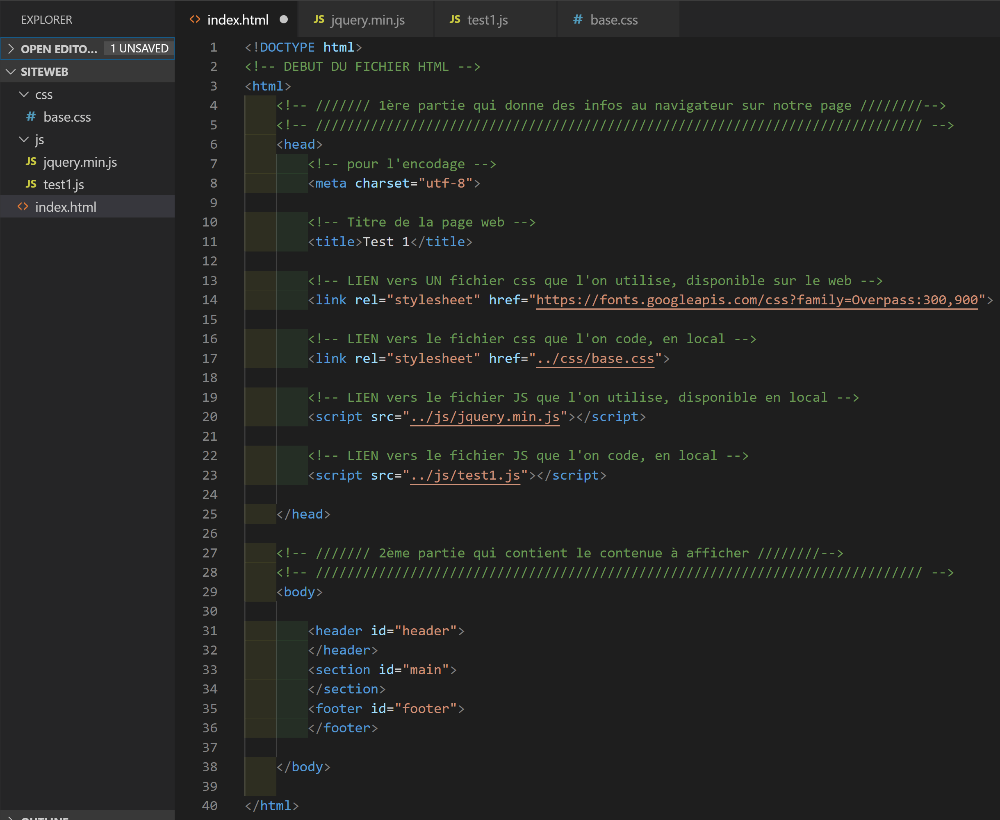 EXPLORER
OPEN EDITO... 1 UNSAVED
SITEWEB
css
# base.css
js
JS jquery.min.js
JS test1.js
<> index.html
OUTLINE
<> index.html ●
JS jquery.min.js
JS test1.js
# base.css
1 <!DOCTYPE html>
2 <!-- DEBUT DU FICHIER HTML -->
3 <html>
4 <!-- /////// 1ère partie qui donne des infos au navigateur sur notre page ////////-->
5 <!-- ///////////////////////////////////////////////////////////////////////////// -->
6 <head>
7 <!-- pour l'encodage -->
8 <meta charset="utf-8">
9
10 <!-- Titre de la page web -->
11 <title>Test 1</title>
12
13 <!-- LIEN vers UN fichier css que l'on utilise, disponible sur le web -->
14 <link rel="stylesheet" href="https://fonts.googleapis.com/css?family=Overpass:300,900">
15
16 <!-- LIEN vers le fichier css que l'on code, en local -->
17 <link rel="stylesheet" href="../css/base.css">
18
19 <!-- LIEN vers le fichier JS que l'on utilise, disponible en local -->
20 <script src="../js/jquery.min.js"></script>
21
22 <!-- LIEN vers le fichier JS que l'on code, en local -->
23 <script src="../js/test1.js"></script>
24
25 </head>
26
27 <!-- /////// 2ème partie qui contient le contenue à afficher ////////-->
28 <!-- ///////////////////////////////////////////////////////////////////////////// -->
29 <body>
30
31 <header id="header">
32 </header>
33 <section id="main">
34 </section>
35 <footer id="footer">
36 </footer>
37
38 </body>
39
40 </html>